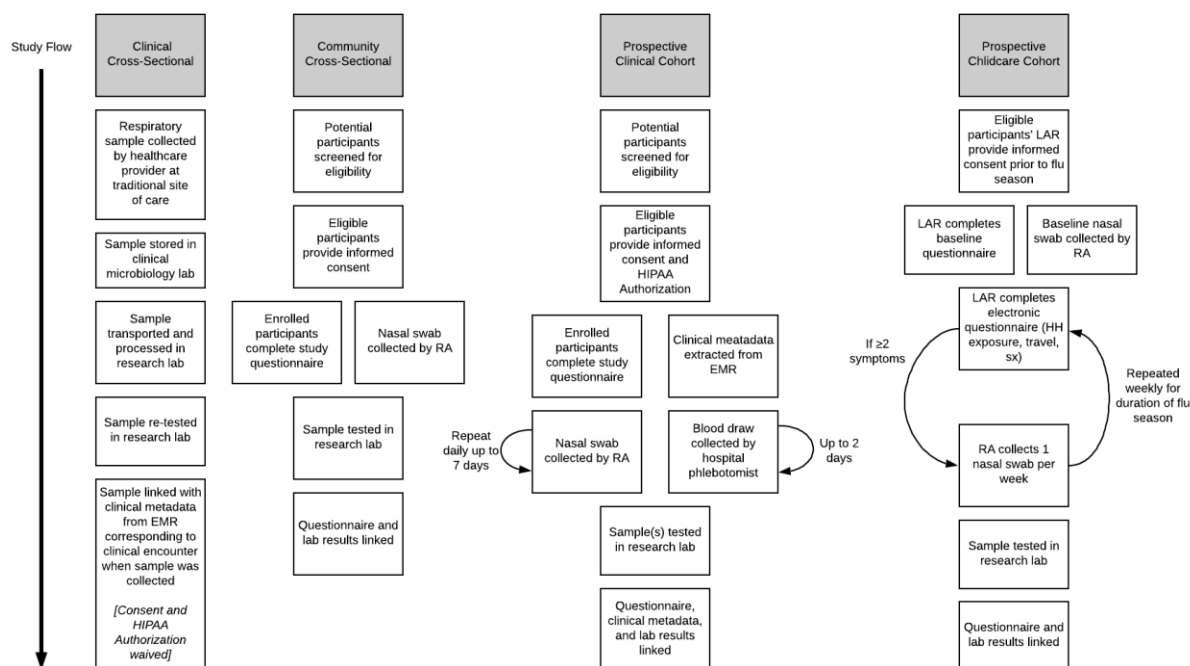 Study Flow
Clinical
Cross-Sectional
Respiratory
sample collected
by healthcare
provider at
traditional site
of care
Sample stored in
clinical
microbiology lab
Sample
transported and
processed in
research lab
Sample re-tested
in research lab
Sample linked with
clinical metadata
from EMR
corresponding to
clinical encounter
when sample was
collected
[Consent and
HIPAA
Authorization
waived]
Community
Cross-Sectional
Potential
participants
screened for
eligibility
Eligible
participants
provide informed
consent
Enrolled
participants
complete study
questionnaire
Nasal swab
collected by RA
Sample tested in
research lab
Questionnaire and
lab results linked
Prospective
Clinical Cohort
Potential
participants
screened for
eligibility
Eligible
participants
provide informed
consent and
HIPAA
Authorization
Enrolled
participants
complete study
questionnaire
Clinical meatadata
extracted from
EMR
Repeat
daily up to
7 days
Nasal swab
collected by RA
Blood draw
collected by
hospital
phlebotomist
Up to 2
days
Sample(s) tested
in research lab
Questionnaire,
clinical metadata,
and lab results
linked
Prospective
Chlidcare Cohort
Eligible
participants' LAR
provide informed
consent prior to flu
season
LAR completes
baseline
questionnaire
Baseline nasal
swab collected by
RA
LAR completes
electronic
questionnaire (HH
exposure, travel,
sx)
If ≥2
symptoms
Repeated
weekly for
duration of flu
season
RA collects 1
nasal swab per
week
Sample tested in
research lab
Questionnaire and
lab results linked